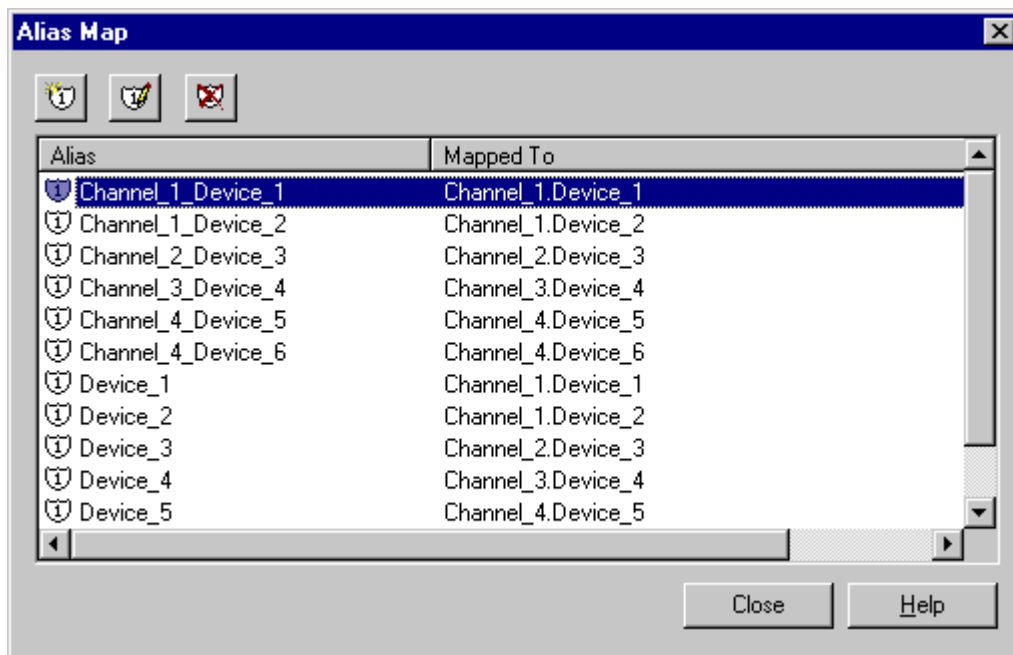 Alias Map
Alias Mapped To
Channel_1_Device_1 Channel_1.Device_1
Channel_1_Device_2 Channel_1.Device_2
Channel_2_Device_3 Channel_2.Device_3
Channel_3_Device_4 Channel_3.Device_4
Channel_4_Device_5 Channel_4.Device_5
Channel_4_Device_6 Channel_4.Device_6
Device_1 Channel_1.Device_1
Device_2 Channel_1.Device_2
Device_3 Channel_2.Device_3
Device_4 Channel_3.Device_4
Device_5 Channel_4.Device_5
Close Help